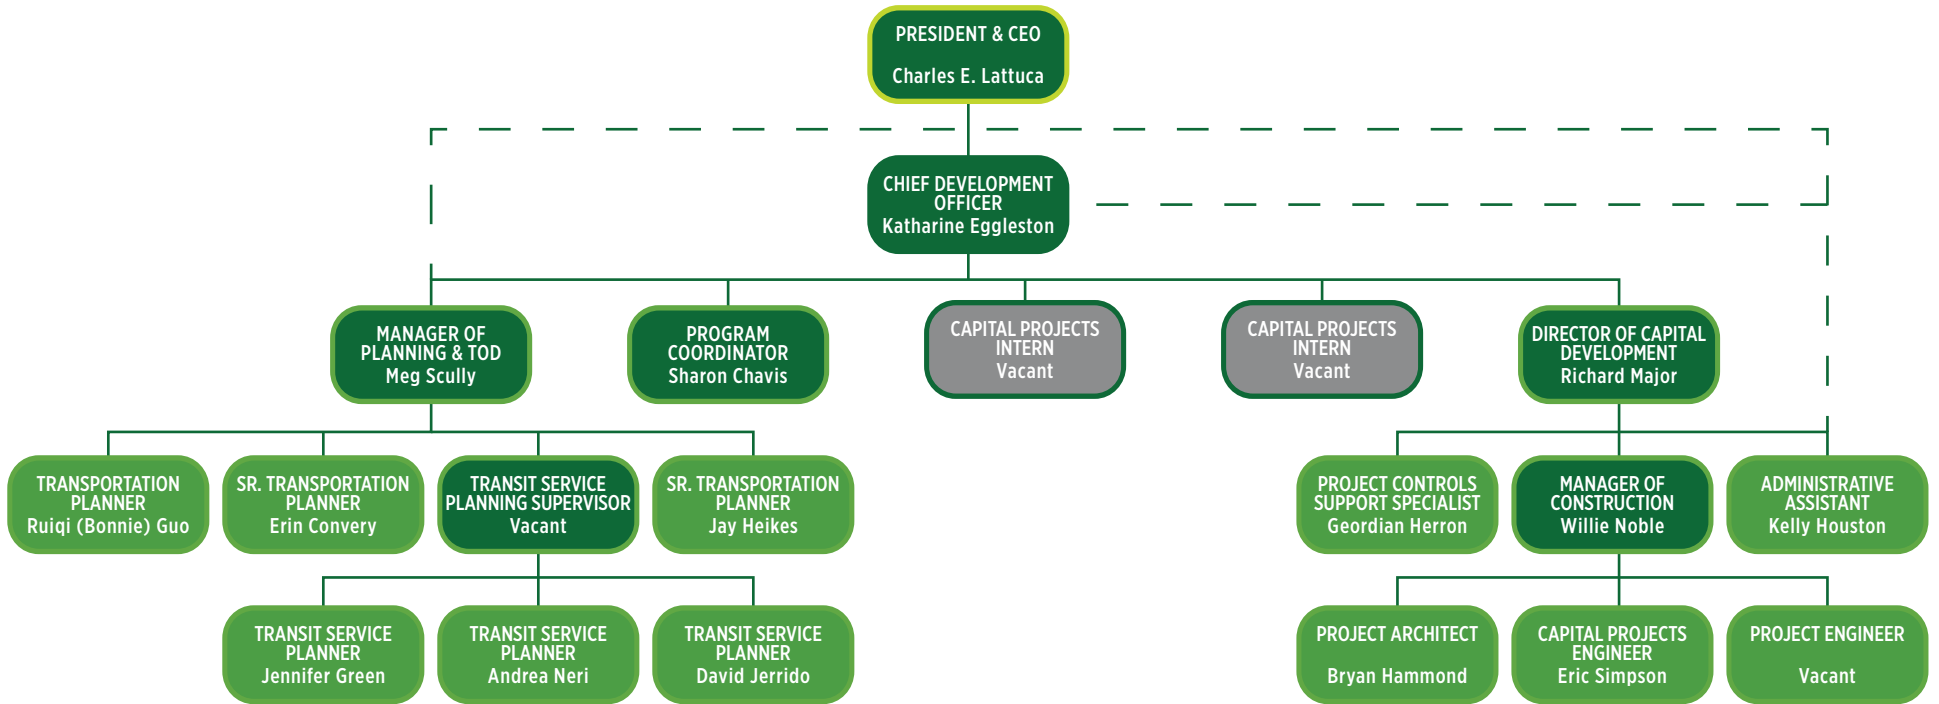 PRESIDENT & CEO
Charles E. Lattuca
CHIEF DEVELOPMENT
OFFICER
Katharine Eggleston
MANAGER OF
PLANNING & TOD
Meg Scully
PROGRAM
COORDINATOR
Sharon Chavis
CAPITAL PROJECTS
INTERN
Vacant
CAPITAL PROJECTS
INTERN
Vacant
DIRECTOR OF CAPITAL
DEVELOPMENT
Richard Major
TRANSPORTATION
PLANNER
Ruiqi (Bonnie) Guo
SR. TRANSPORTATION
PLANNER
Erin Convery
TRANSIT SERVICE
PLANNING SUPERVISOR
Vacant
SR. TRANSPORTATION
PLANNER
Jay Heikes
PROJECT CONTROLS
SUPPORT SPECIALIST
Geordian Herron
MANAGER OF
CONSTRUCTION
Willie Noble
ADMINISTRATIVE
ASSISTANT
Kelly Houston
TRANSIT SERVICE
PLANNER
Jennifer Green
TRANSIT SERVICE
PLANNER
Andrea Neri
TRANSIT SERVICE
PLANNER
David Jerrido
PROJECT ARCHITECT
Bryan Hammond
CAPITAL PROJECTS
ENGINEER
Eric Simpson
PROJECT ENGINEER
Vacant